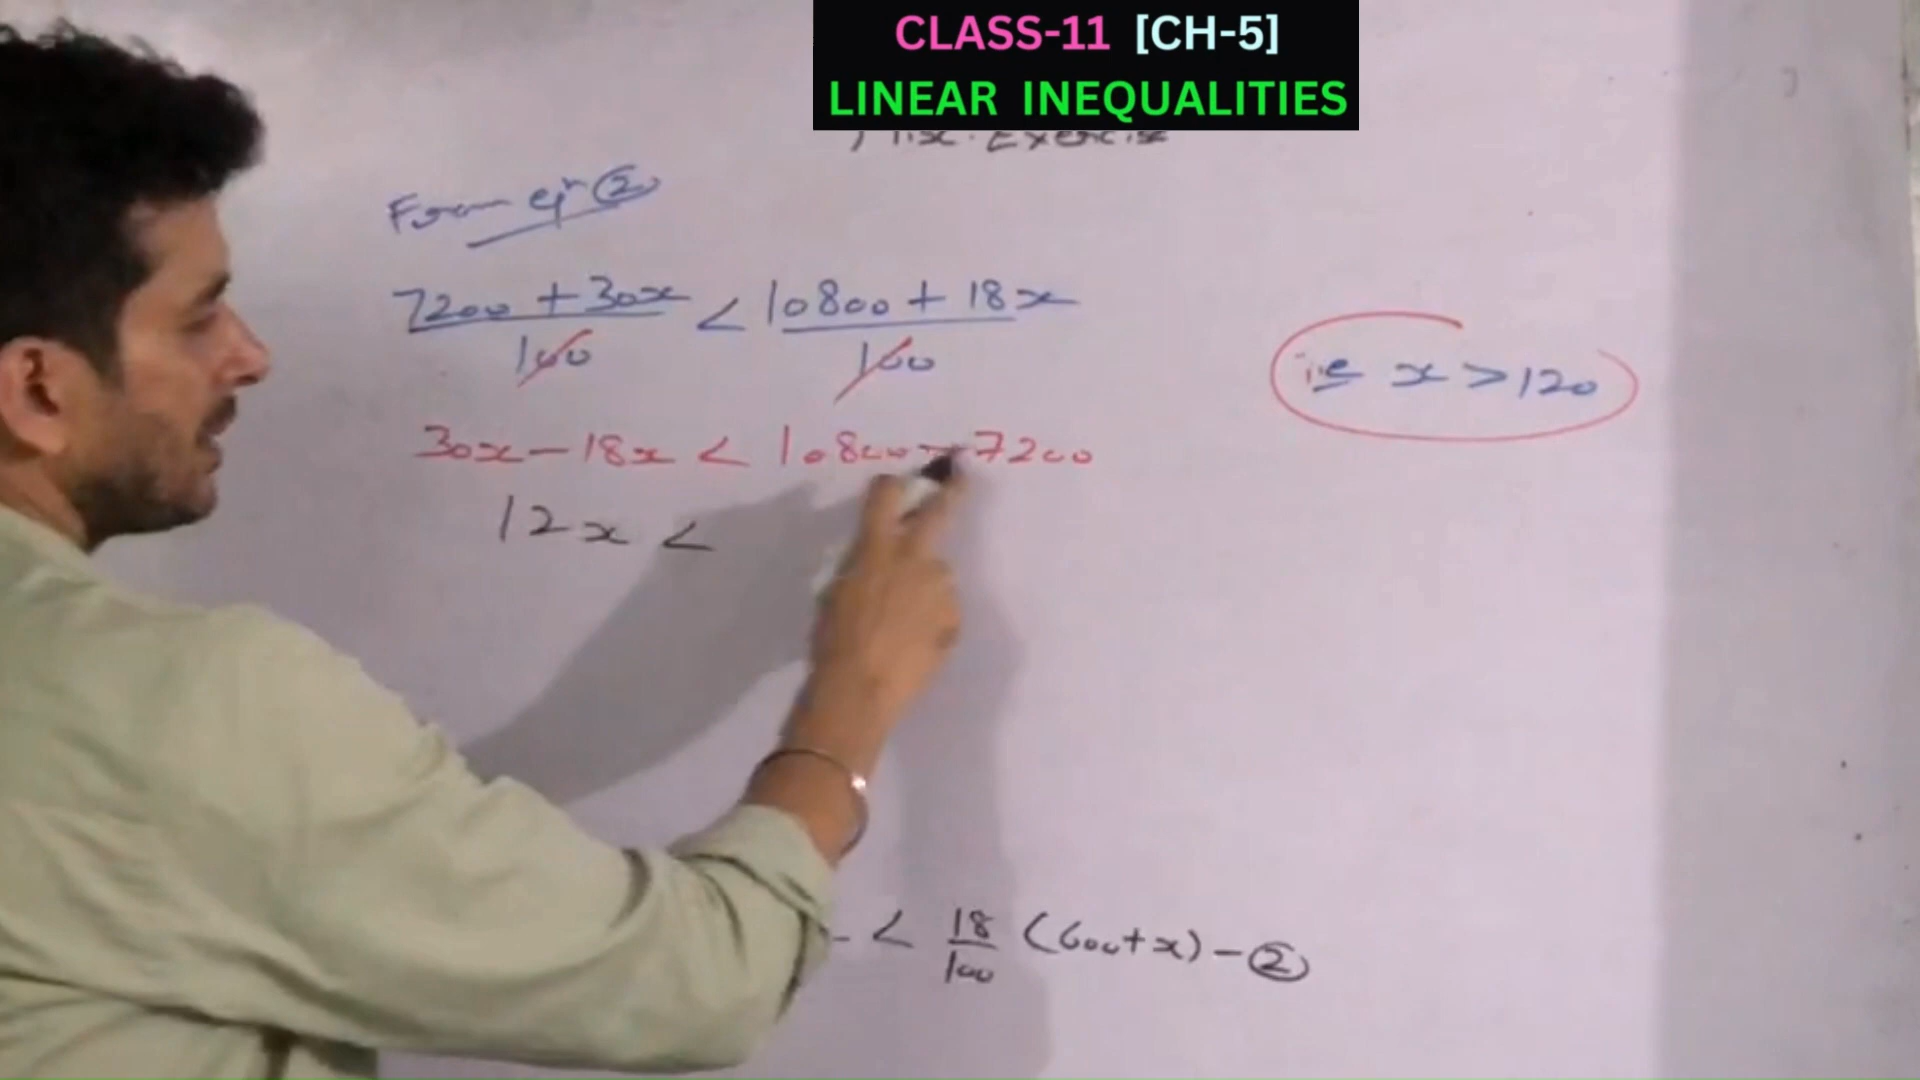 CLASS-11 [CH-5]
LINEAR INEQUALITIES
Misc. Exercise
From eqⁿ ②
7200 + 30x / 100 < 10800 + 18x / 100
i.e x > 120
30x - 18x < 10800 - 7200
12x <
- < 18/100 (600 + x) - ②